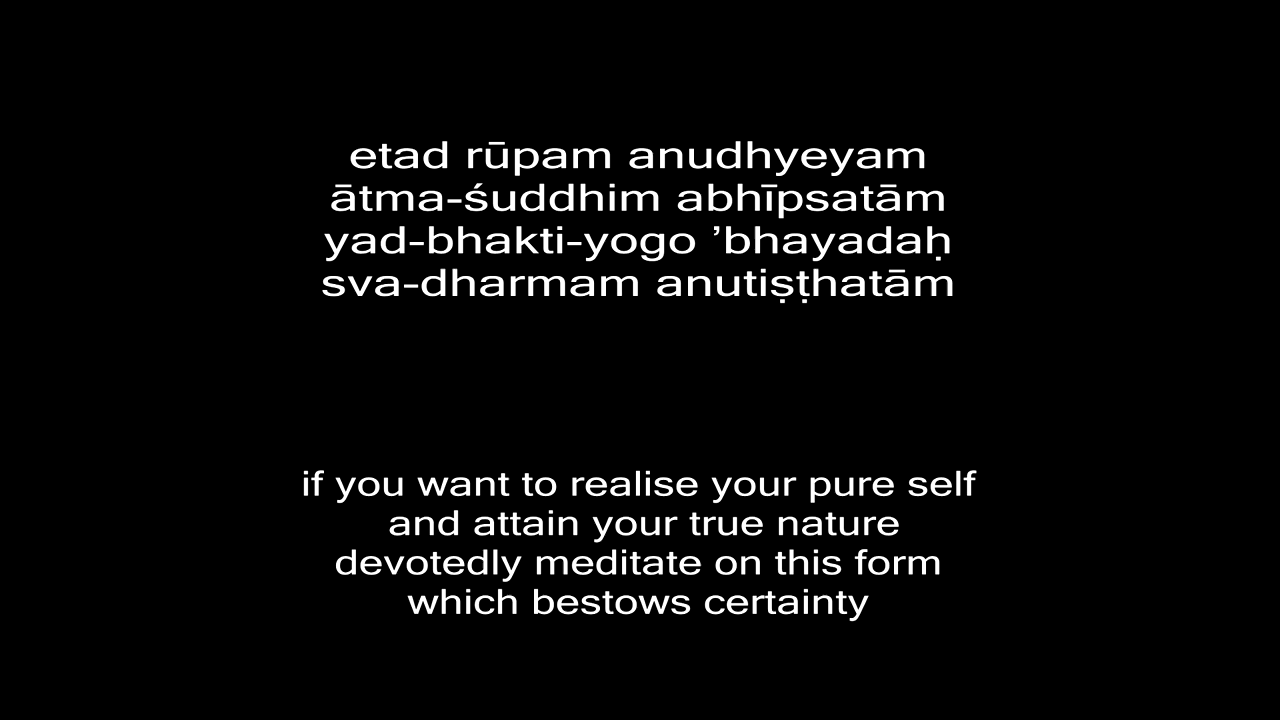 etad rūpam anudhyeyam
ātma-śuddhim abhīpsatām
yad-bhakti-yogo ’bhayadaḥ
sva-dharmam anutiṣṭhatām
if you want to realise your pure self
and attain your true nature
devotedly meditate on this form
which bestows certainty